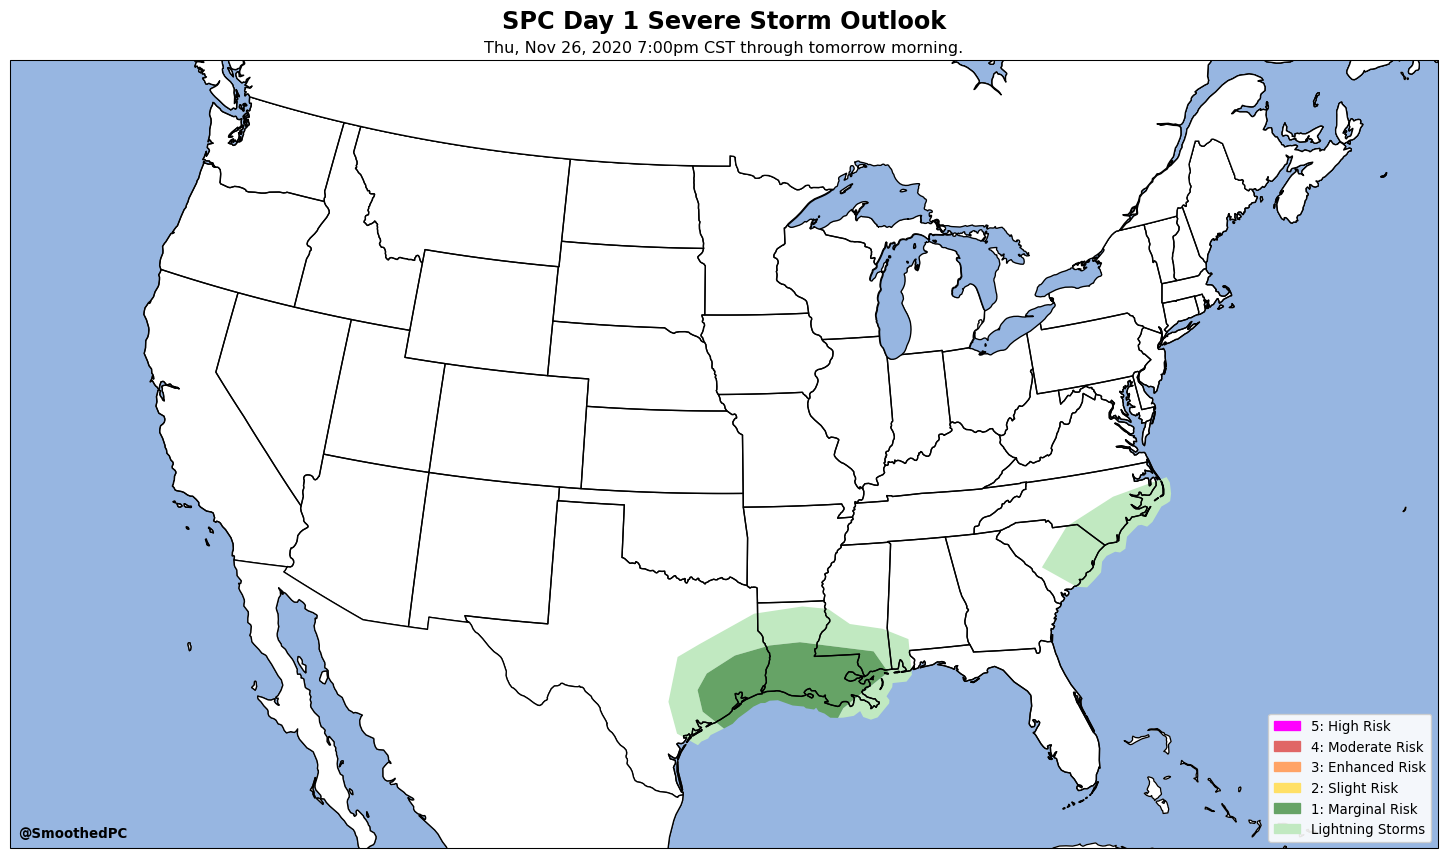 SPC Day 1 Severe Storm Outlook
Thu, Nov 26, 2020 7:00pm CST through tomorrow morning.
5: High Risk
4: Moderate Risk
3: Enhanced Risk
2: Slight Risk
1: Marginal Risk
Lightning Storms
@SmoothedPC